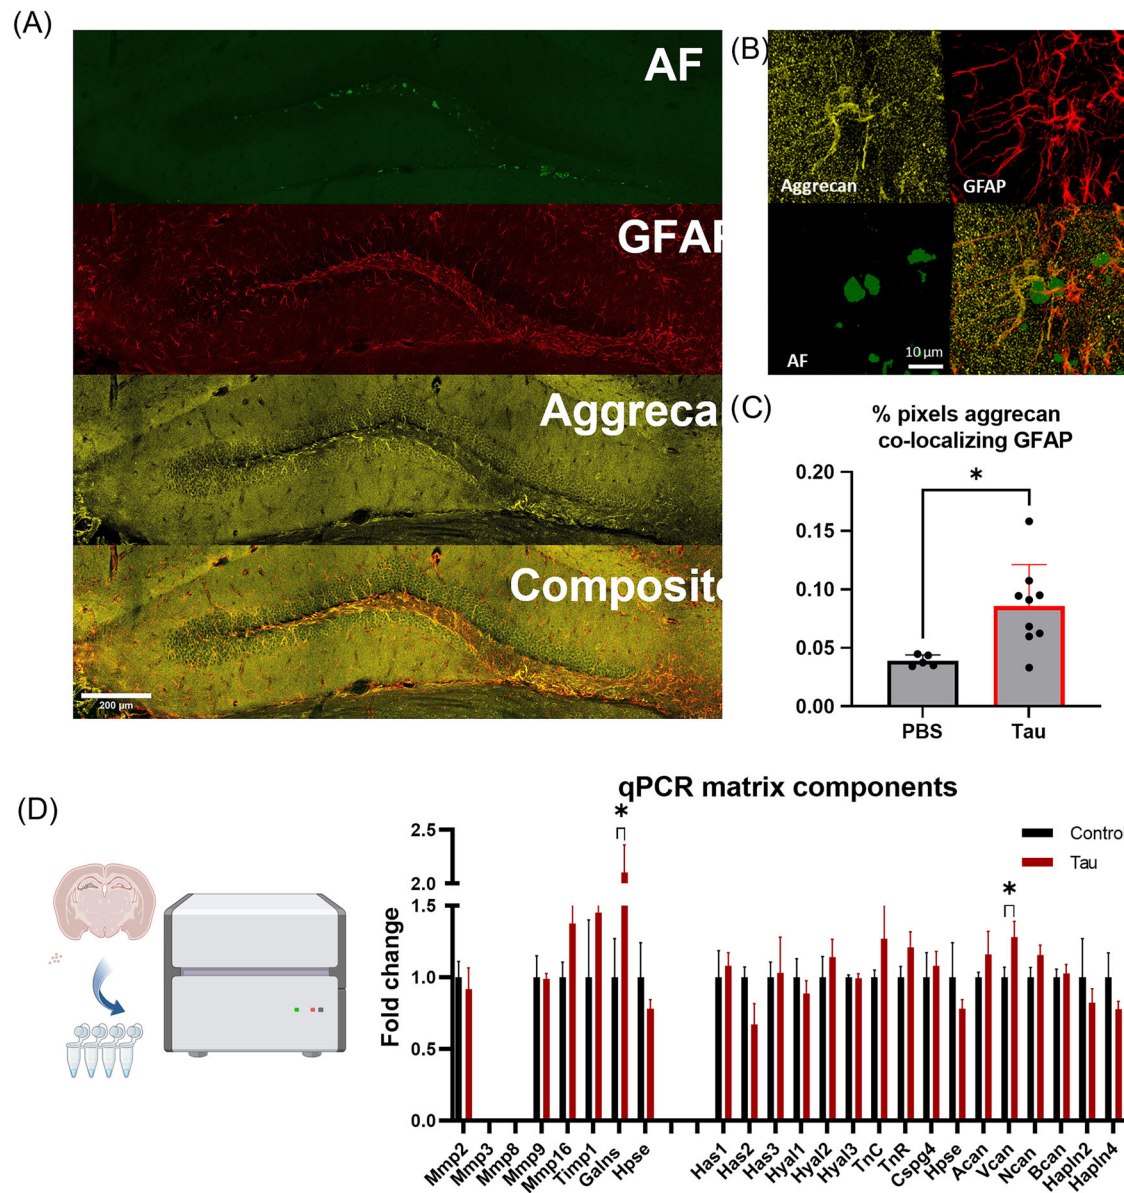 (A)
AF
GFAP
Aggreca
Composite
200 µm
(B)
Aggrecan
GFAP
AF
10 µm
(C)
% pixels aggrecan
co-localizing GFAP
*
0.20
0.15
0.10
0.05
0.00
PBS
Tau
(D)
qPCR matrix components
*
*
Control
Tau
Fold change
2.5
2.0
1.5
1.0
0.5
0.0
Mmp2
Mmp3
Mmp8
Mmp9
Mmp16
Timp1
Galns
Hpse
Has1
Has2
Has3
Hyal1
Hyal2
Hyal3
TnC
TnR
Cspg4
Hpse
Acan
Vcan
Ncan
Bcan
Hapln2
Hapln4